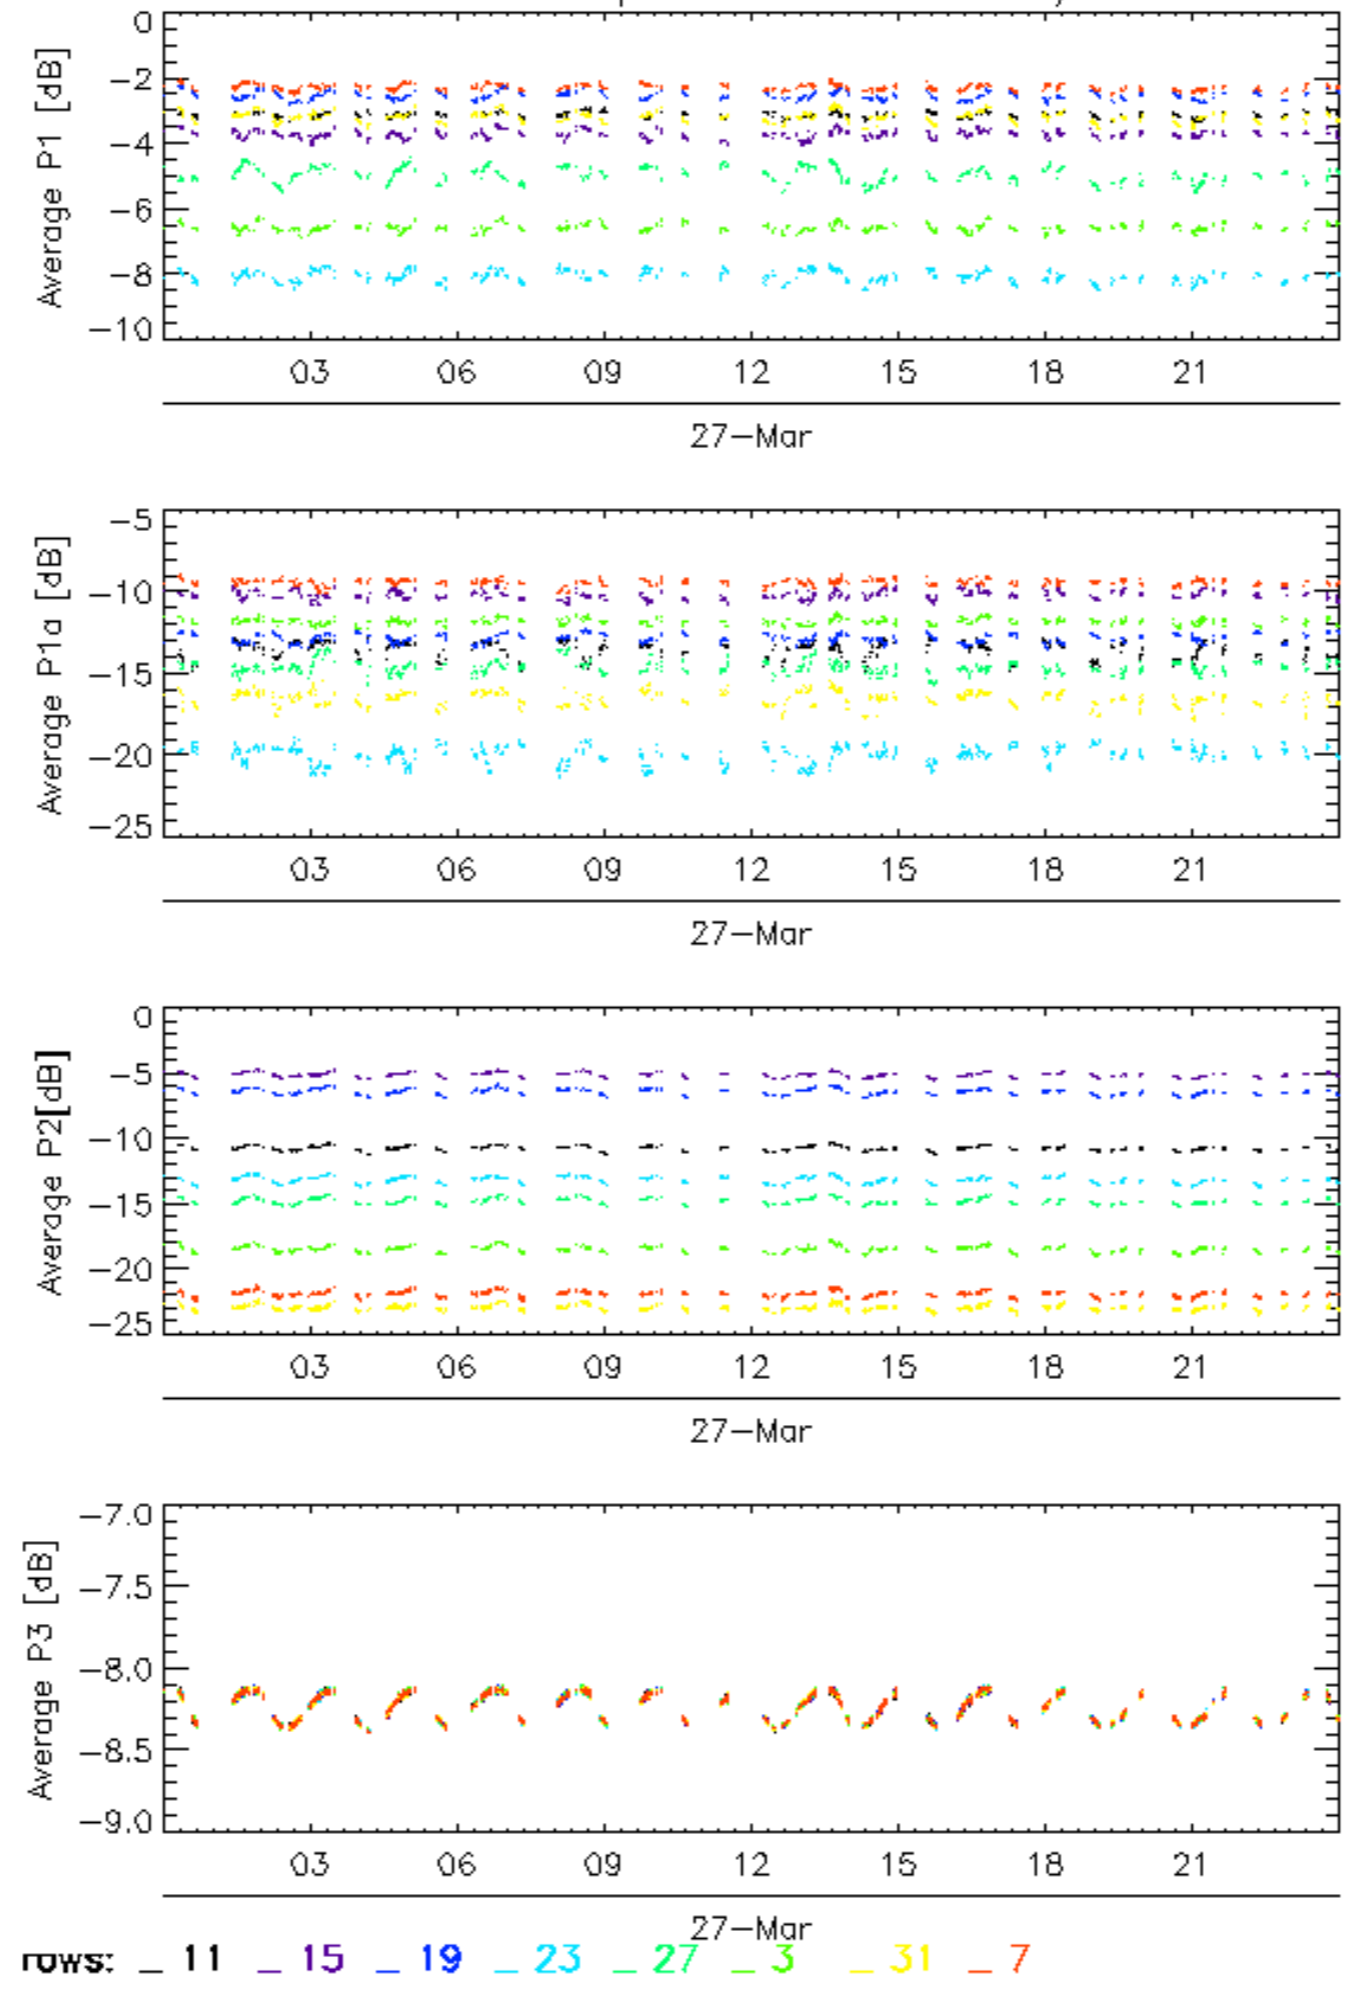 0
−2
−4
−6
−8
−10
Average P1 [dB]
03 06 09 12 15 18 21
27−Mar
−5
−10
−15
−20
−25
Average P1a [dB]
03 06 09 12 15 18 21
27−Mar
0
−5
−10
−15
−20
−25
Average P2[dB]
03 06 09 12 15 18 21
27−Mar
−7.0
−7.5
−8.0
−8.5
−9.0
Average P3 [dB]
03 06 09 12 15 18 21
27−Mar
rows: _ 11 _ 15 _ 19 _ 23 _ 27 _ 3 _ 31 _ 7